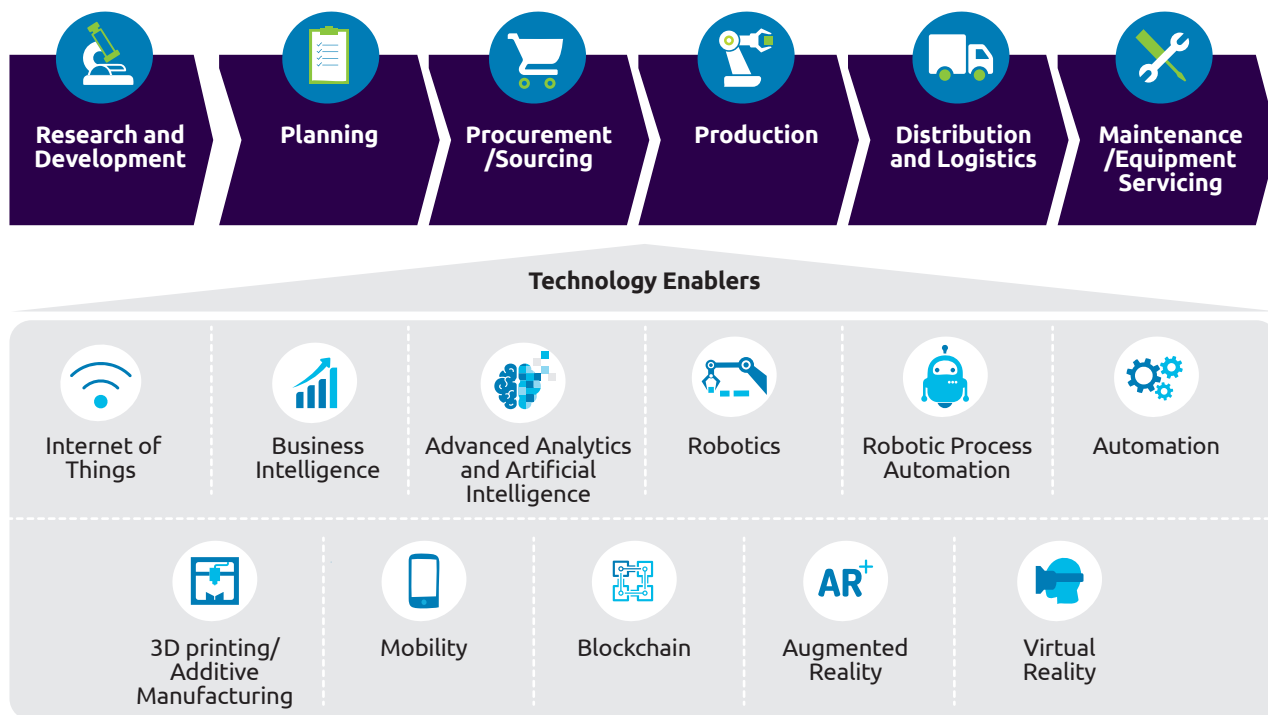 Research and
Development
Planning
Procurement
/Sourcing
Production
Distribution
and Logistics
Maintenance
/Equipment
Servicing
Technology Enablers
Internet of
Things
Business
Intelligence
Advanced Analytics
and Artificial
Intelligence
Robotics
Robotic Process
Automation
Automation
3D printing/
Additive
Manufacturing
Mobility
Blockchain
AR+
Augmented
Reality
Virtual
Reality